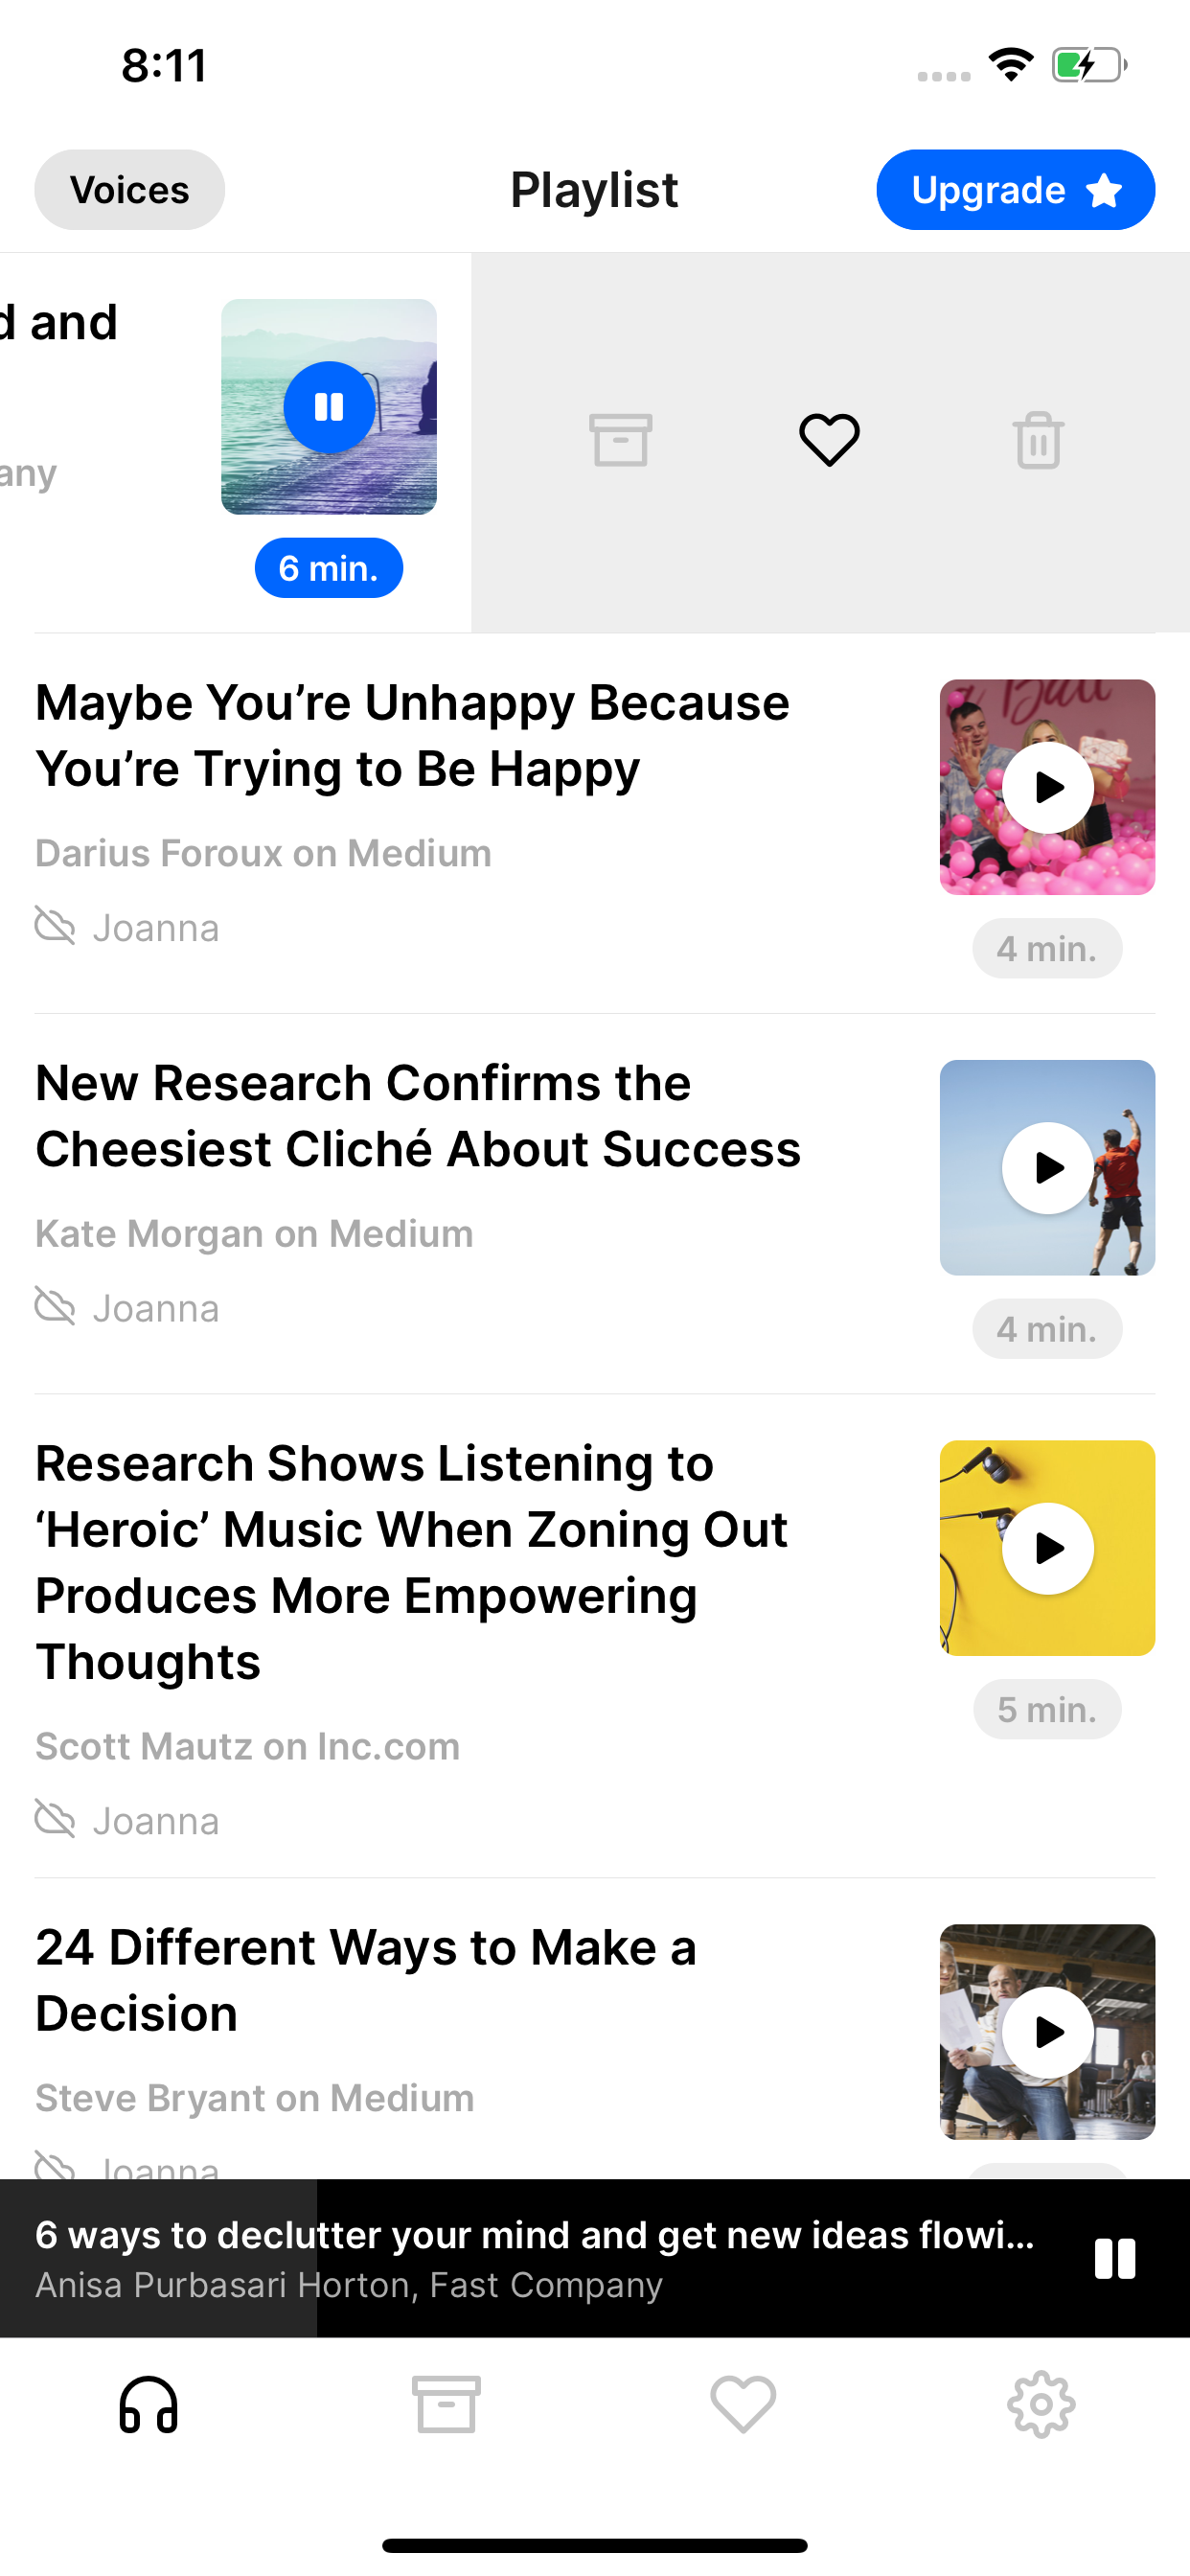 8:11
Voices
Playlist
Upgrade
d and
any
6 min.
Maybe You’re Unhappy Because
You’re Trying to Be Happy
Darius Foroux on Medium
Joanna
4 min.
New Research Confirms the
Cheesiest Cliché About Success
Kate Morgan on Medium
Joanna
4 min.
Research Shows Listening to
‘Heroic’ Music When Zoning Out
Produces More Empowering
Thoughts
Scott Mautz on Inc.com
Joanna
5 min.
24 Different Ways to Make a
Decision
Steve Bryant on Medium
Joanna
6 ways to declutter your mind and get new ideas flowi...
Anisa Purbasari Horton, Fast Company